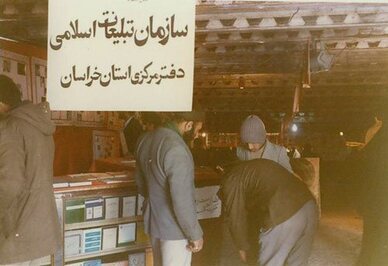 سازمان تبلیغات اسلامی
دفتر مرکزی استان خراسان